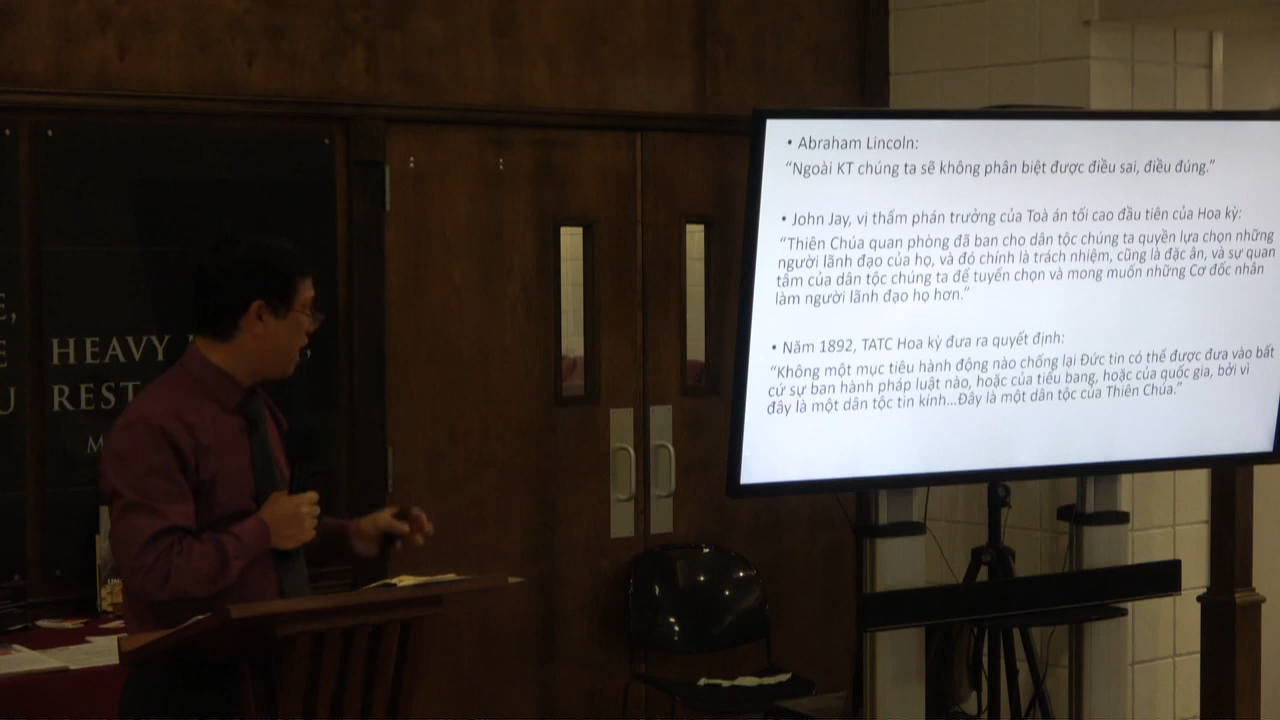 • Abraham Lincoln:
“Ngoài KT chúng ta sẽ không phân biệt được điều sai, điều đúng.”
• John Jay, vị thẩm phán trưởng của Toà án tối cao đầu tiên của Hoa kỳ:
“Thiên Chúa quan phòng đã ban cho dân tộc chúng ta quyền lựa chọn những
người lãnh đạo của họ, và đó chính là trách nhiệm, cũng là đặc ân, và sự quan
tâm của dân tộc chúng ta để tuyển chọn và mong muốn những Cơ đốc nhân
làm người lãnh đạo họ hơn.”
• Năm 1892, TATC Hoa kỳ đưa ra quyết định:
“Không một mục tiêu hành động nào chống lại Đức tin có thể được đưa vào bất
cứ sự ban hành pháp luật nào, hoặc của tiểu bang, hoặc của quốc gia, bởi vì
đây là một dân tộc tin kính...Đây là một dân tộc của Thiên Chúa.”
HEAVY
REST